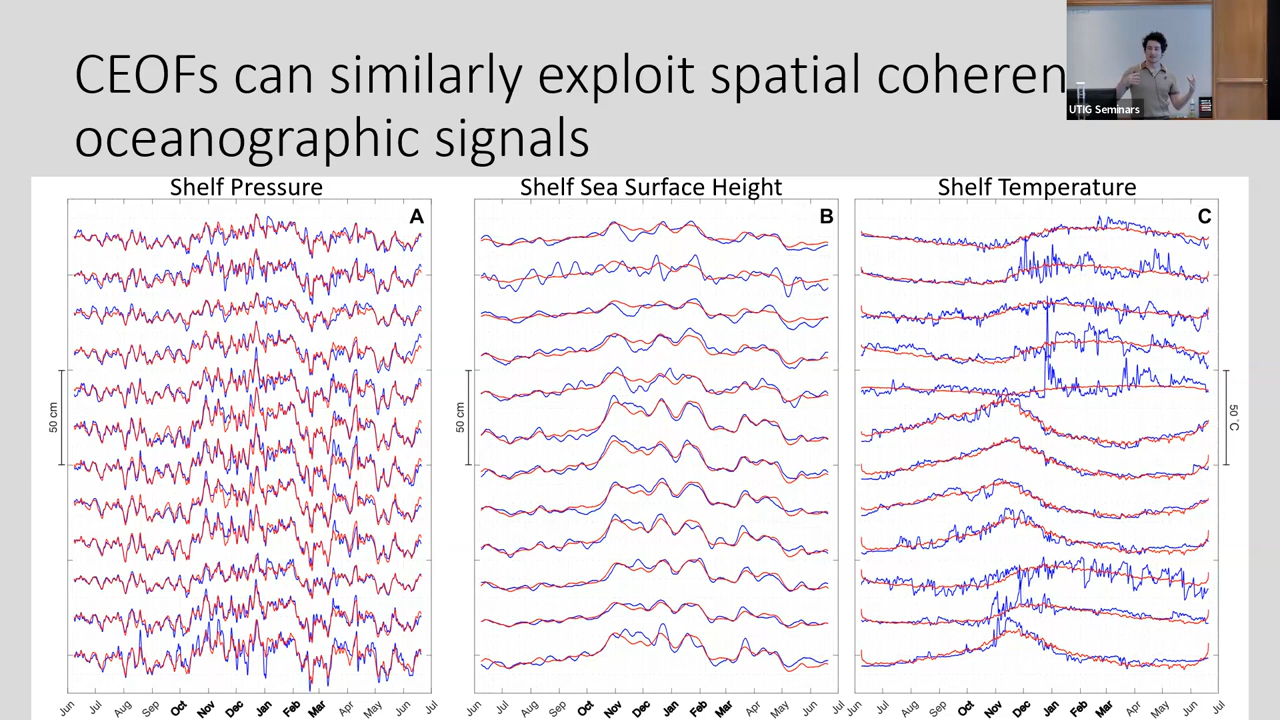 CEOFs can similarly exploit spatial coheren
oceanographic signals
UTIG Seminars
Shelf Pressure
Shelf Sea Surface Height
Shelf Temperature
A
B
C
50 cm
50 cm
50 °C
Jun Jul Aug Sep Oct Nov Dec Jan Feb Mar Apr May Jun Jul
Jun Jul Aug Sep Oct Nov Dec Jan Feb Mar Apr May Jun Jul
Jun Jul Aug Sep Oct Nov Dec Jan Feb Mar Apr May Jun Jul